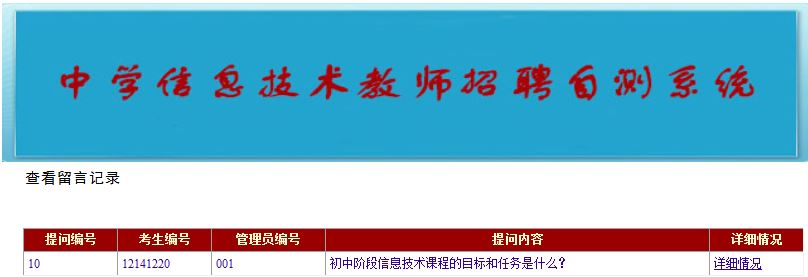 中学信息技术教师招聘自测系统
查看留言记录
提问编号 考生编号 管理员编号 提问内容 详细情况
10 12141220 001 初中阶段信息技术课程的目标和任务是什么？ 详细情况